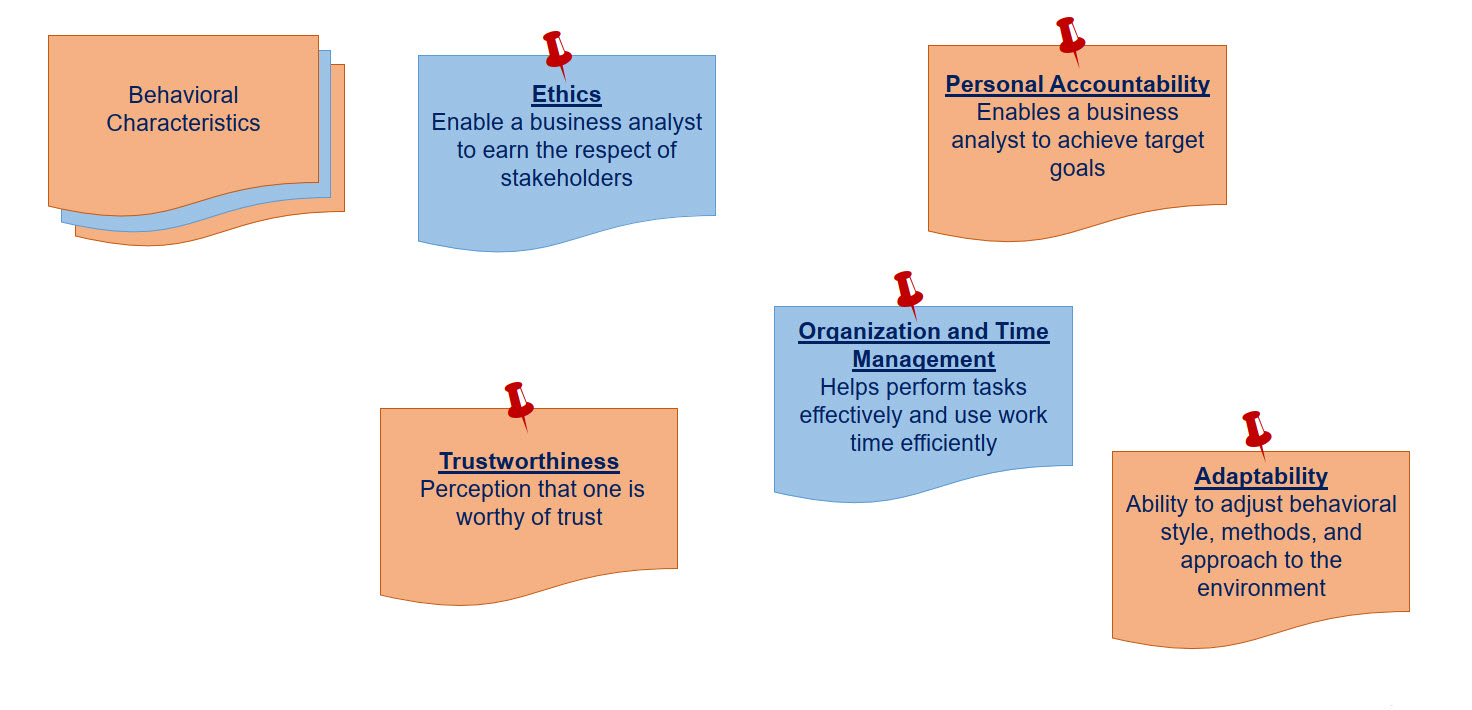 Behavioral
Characteristics
Ethics
Enable a business analyst
to earn the respect of
stakeholders
Personal Accountability
Enables a business
analyst to achieve target
goals
Organization and Time
Management
Helps perform tasks
effectively and use work
time efficiently
Trustworthiness
Perception that one is
worthy of trust
Adaptability
Ability to adjust behavioral
style, methods, and
approach to the
environment